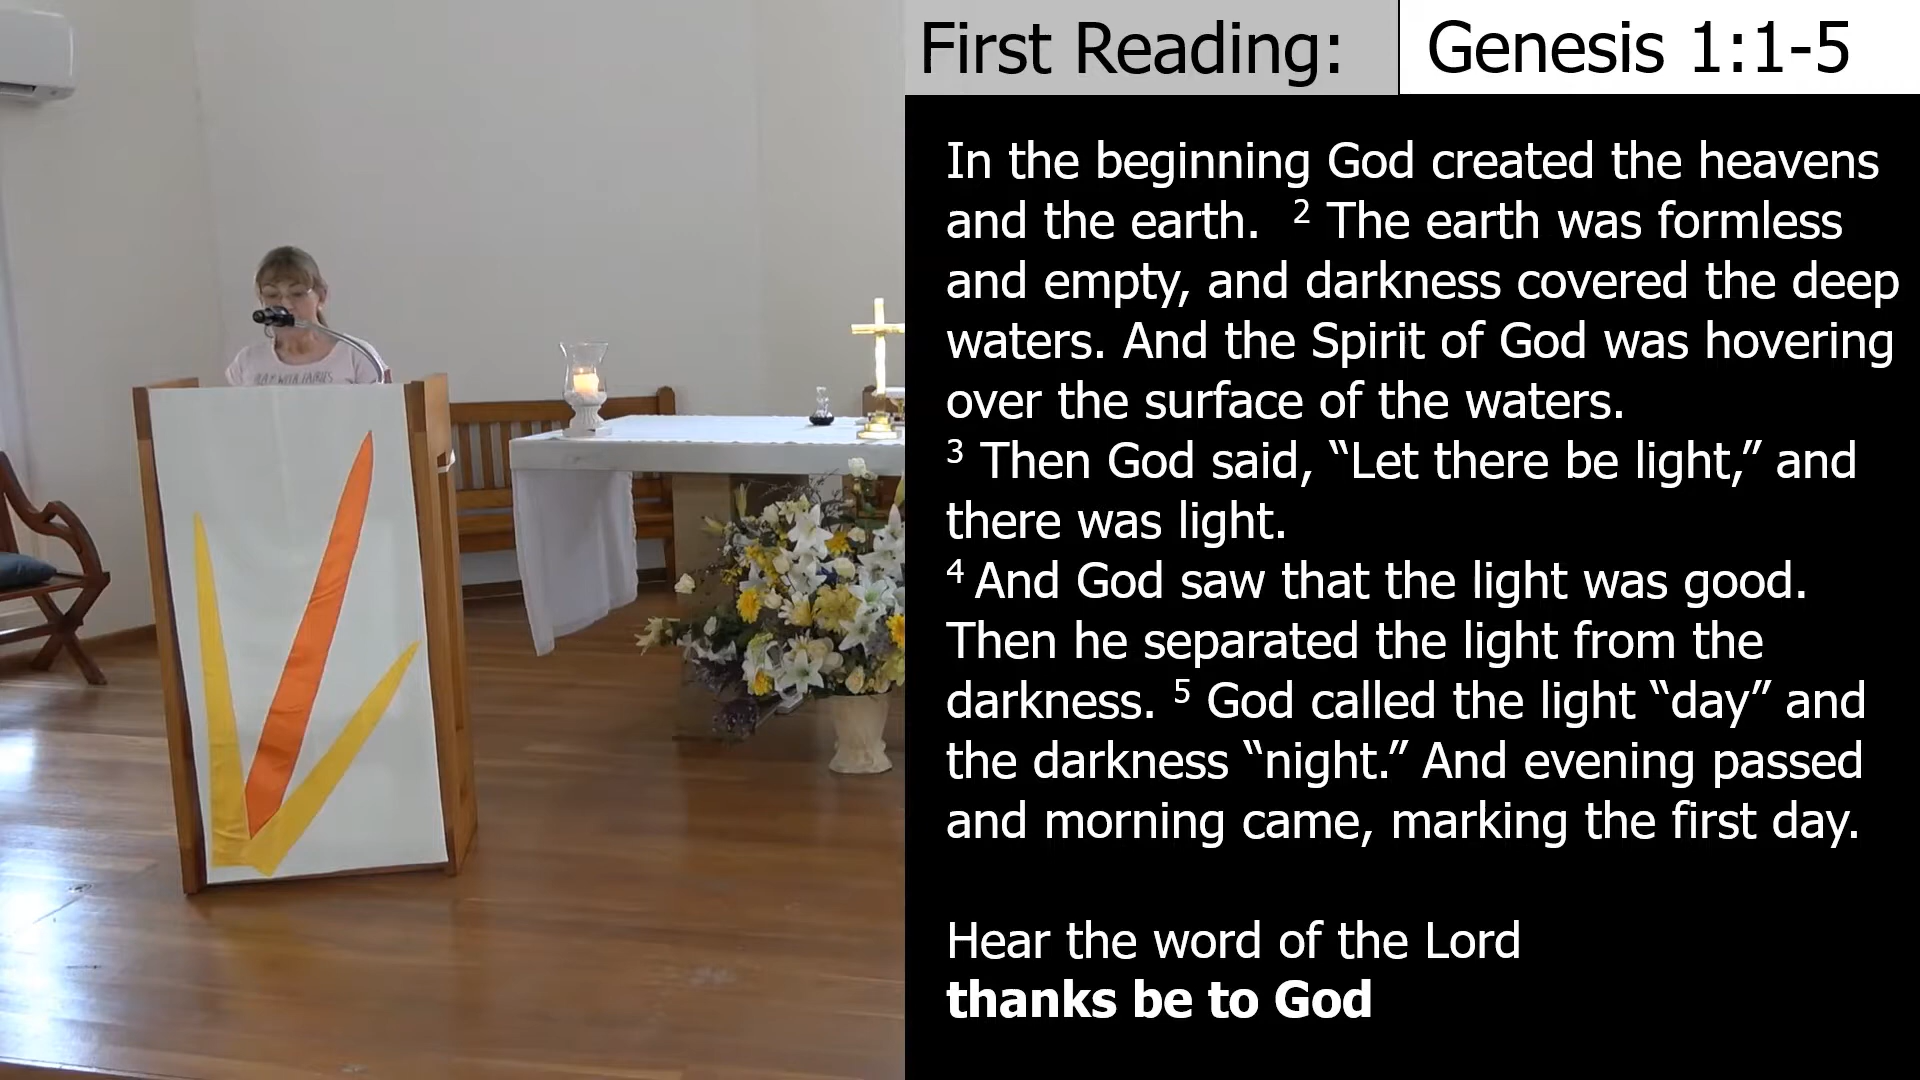 First Reading:
Genesis 1:1-5
In the beginning God created the heavens
and the earth. ² The earth was formless
and empty, and darkness covered the deep
waters. And the Spirit of God was hovering
over the surface of the waters.
³ Then God said, “Let there be light,” and
there was light.
⁴ And God saw that the light was good.
Then he separated the light from the
darkness. ⁵ God called the light “day” and
the darkness “night.” And evening passed
and morning came, marking the first day.
Hear the word of the Lord
thanks be to God
WITH FAIRIES